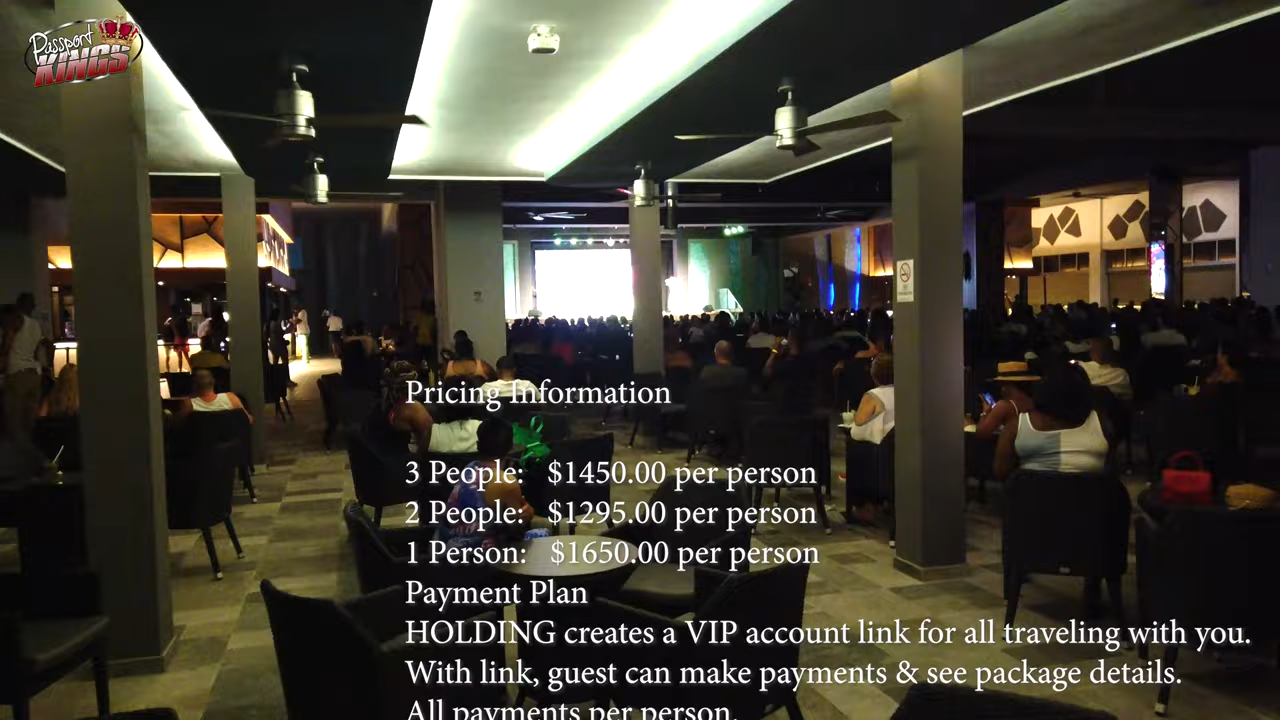 Passport
KINGS
Pricing Information
3 People: $1450.00 per person
2 People: $1295.00 per person
1 Person: $1650.00 per person
Payment Plan
HOLDING creates a VIP account link for all traveling with you.
With link, guest can make payments & see package details.
All payments per person.